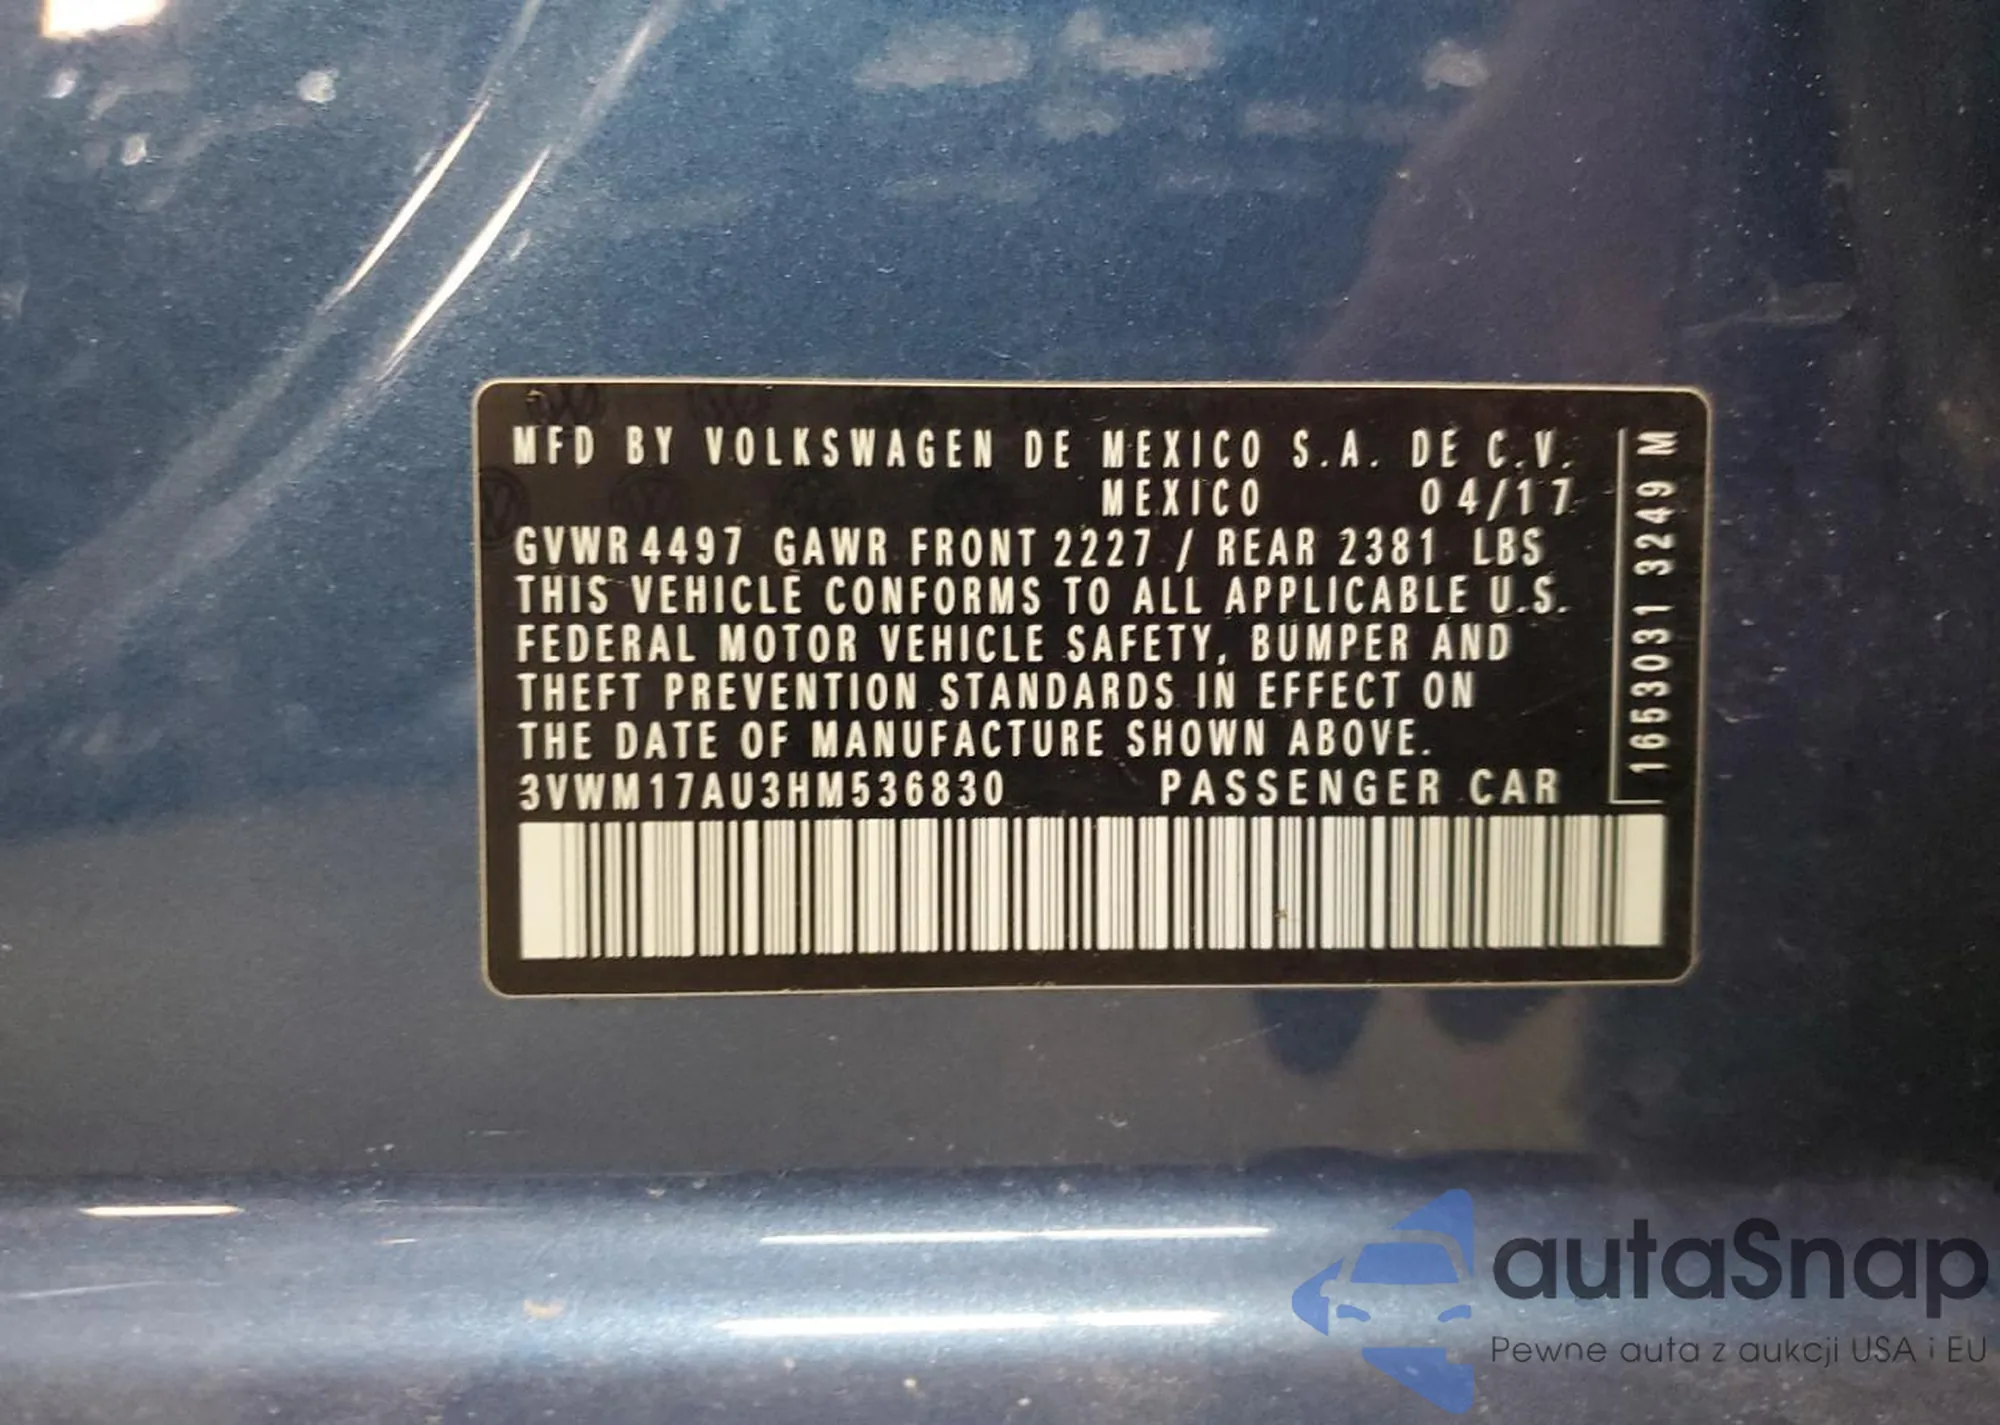 MFD BY VOLKSWAGEN DE MEXICO S.A. DE C.V.
MEXICO 04/17
GVWR 4497 GAWR FRONT 2227 / REAR 2381 LBS
THIS VEHICLE CONFORMS TO ALL APPLICABLE U.S.
FEDERAL MOTOR VEHICLE SAFETY, BUMPER AND
THEFT PREVENTION STANDARDS IN EFFECT ON
THE DATE OF MANUFACTURE SHOWN ABOVE.
3VWM17AU3HM536830 PASSENGER CAR
1653031 3249 M
autaSnap
Pewne auta z aukcji USA i EU